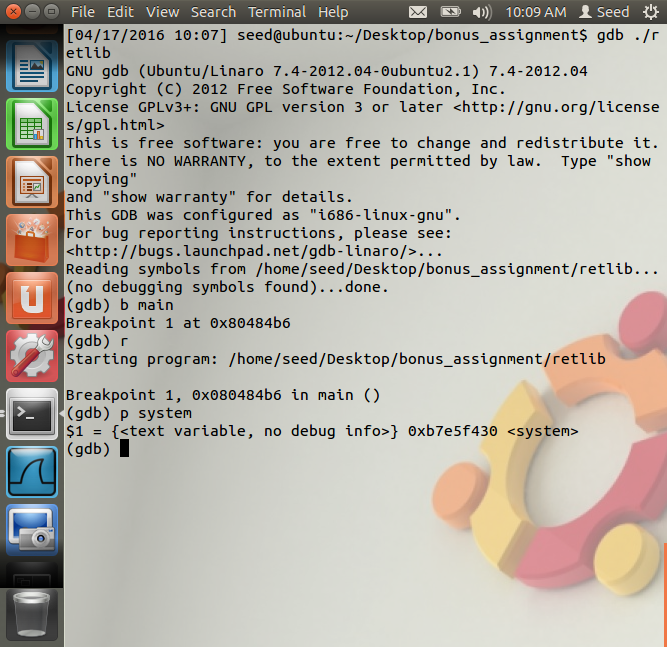 File Edit View Search Terminal Help 10:09 AM Seed
[04/17/2016 10:07] seed@ubuntu:~/Desktop/bonus_assignment$ gdb ./r
etlib
GNU gdb (Ubuntu/Linaro 7.4-2012.04-0ubuntu2.1) 7.4-2012.04
Copyright (C) 2012 Free Software Foundation, Inc.
License GPLv3+: GNU GPL version 3 or later <http://gnu.org/license
s/gpl.html>
This is free software: you are free to change and redistribute it.
There is NO WARRANTY, to the extent permitted by law.  Type "show
copying"
and "show warranty" for details.
This GDB was configured as "i686-linux-gnu".
For bug reporting instructions, please see:
<http://bugs.launchpad.net/gdb-linaro/>...
Reading symbols from /home/seed/Desktop/bonus_assignment/retlib...
(no debugging symbols found)...done.
(gdb) b main
Breakpoint 1 at 0x80484b6
(gdb) r
Starting program: /home/seed/Desktop/bonus_assignment/retlib
Breakpoint 1, 0x080484b6 in main ()
(gdb) p system
$1 = {<text variable, no debug info>} 0xb7e5f430 <system>
(gdb)